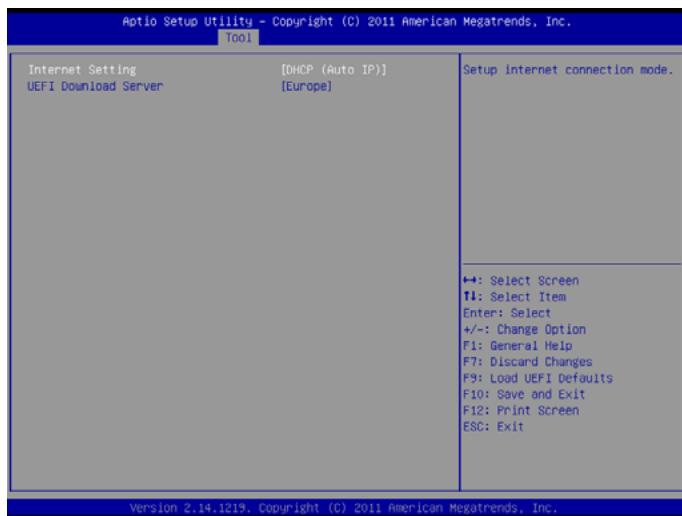 Aptio Setup Utility – Copyright (C) 2011 American Megatrends, Inc.
Tool
Internet Setting [DHCP (Auto IP)]
UEFI Download Server [Europe]
Setup internet connection mode.
↔: Select Screen
↑↓: Select Item
Enter: Select
+/-: Change Option
F1: General Help
F7: Discard Changes
F9: Load UEFI Defaults
F10: Save and Exit
F12: Print Screen
ESC: Exit
Version 2.14.1219. Copyright (C) 2011 American Megatrends, Inc.